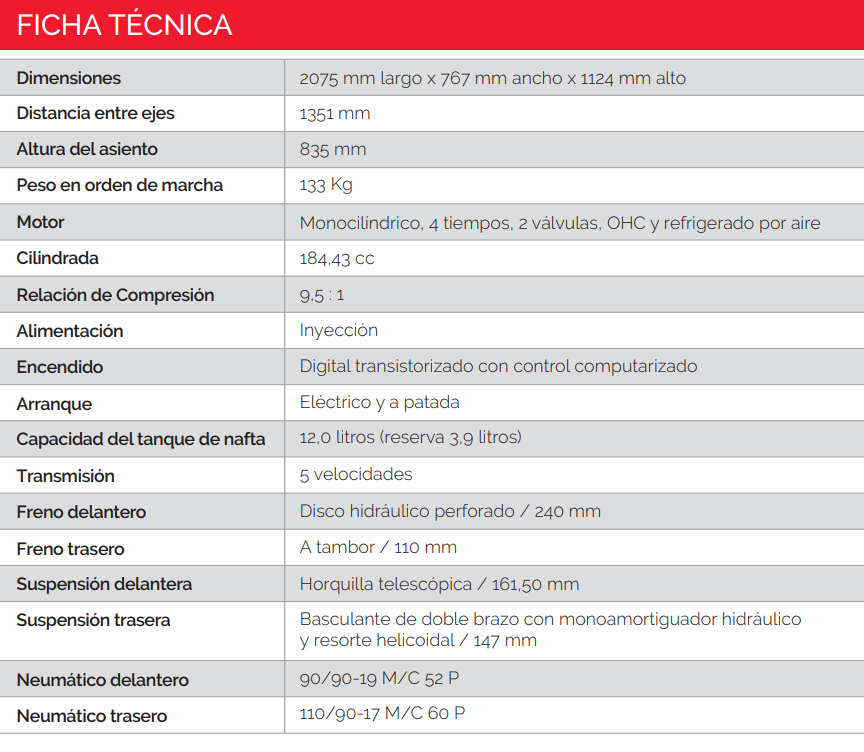 FICHA TÉCNICA
Dimensiones 2075 mm largo x 767 mm ancho x 1124 mm alto
Distancia entre ejes 1351 mm
Altura del asiento 835 mm
Peso en orden de marcha 133 Kg
Motor Monocilíndrico, 4 tiempos, 2 válvulas, OHC y refrigerado por aire
Cilindrada 184,43 cc
Relación de Compresión 9,5 : 1
Alimentación Inyección
Encendido Digital transistorizado con control computarizado
Arranque Eléctrico y a patada
Capacidad del tanque de nafta 12,0 litros (reserva 3,9 litros)
Transmisión 5 velocidades
Freno delantero Disco hidráulico perforado / 240 mm
Freno trasero A tambor / 110 mm
Suspensión delantera Horquilla telescópica / 161,50 mm
Suspensión trasera Basculante de doble brazo con monoamortiguador hidráulico
y resorte helicoidal / 147 mm
Neumático delantero 90/90-19 M/C 52 P
Neumático trasero 110/90-17 M/C 60 P